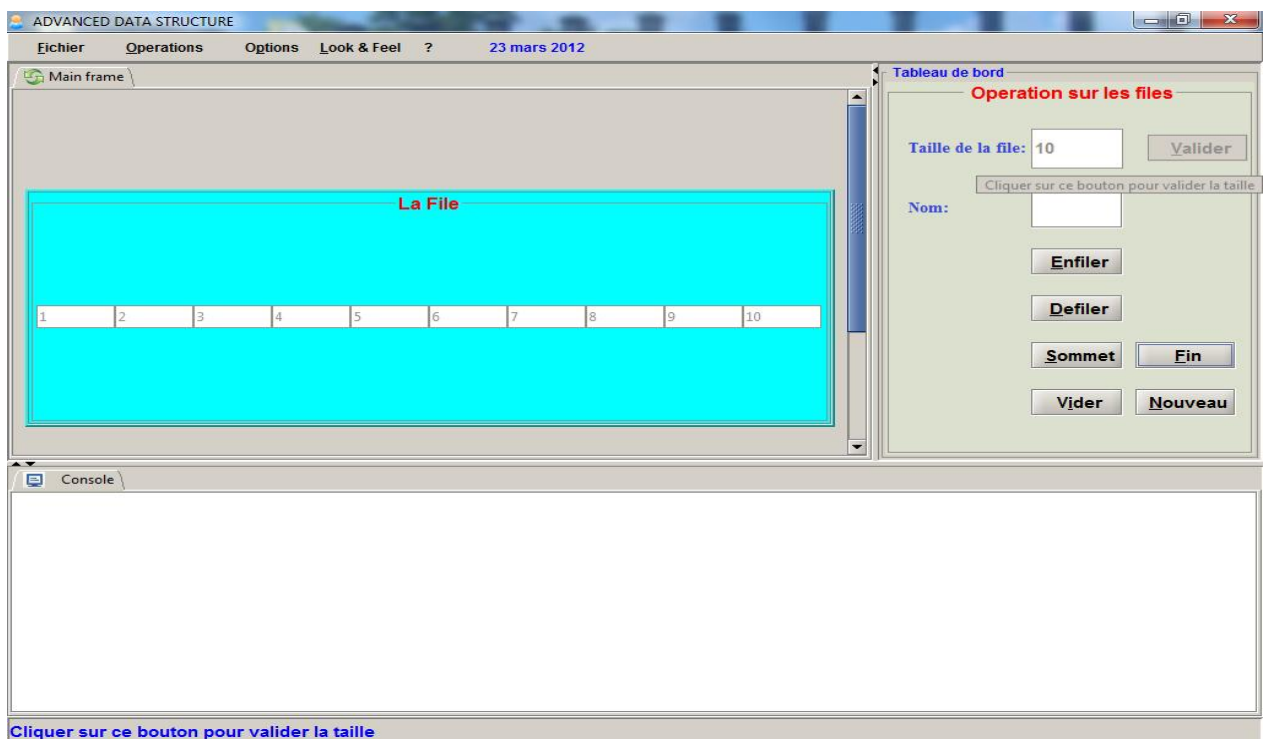 ADVANCED DATA STRUCTURE
Fichier Operations Options Look & Feel ? 23 mars 2012
Main frame
La File
1 2 3 4 5 6 7 8 9 10
Tableau de bord
Operation sur les files
Taille de la file: 10 Valider
Cliquer sur ce bouton pour valider la taille
Nom:
Enfiler
Defiler
Sommet Fin
Vider Nouveau
Console
Cliquer sur ce bouton pour valider la taille